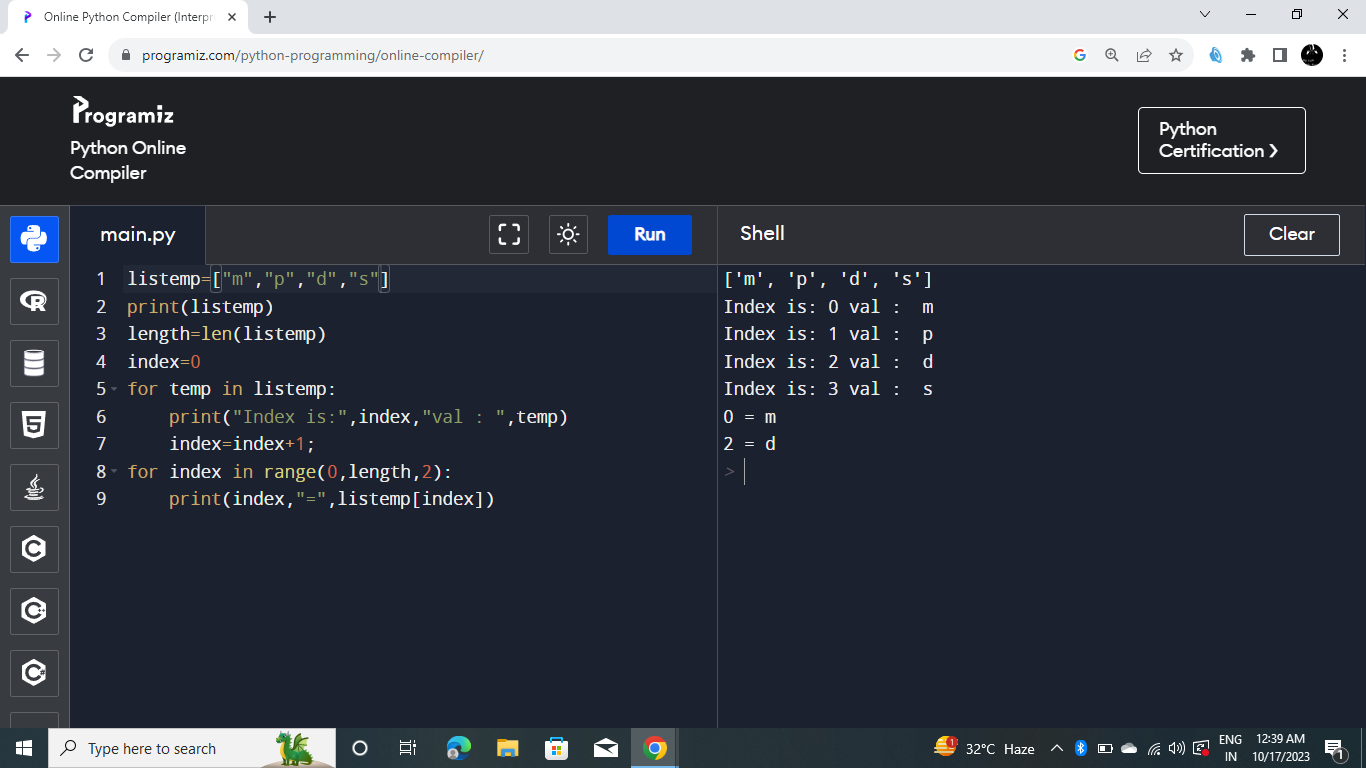 Online Python Compiler (Interpr
programiz.com/python-programming/online-compiler/
Programiz
Python Online
Compiler
Python
Certification
main.py
Run
Shell
Clear
1 listemp=["m","p","d","s"]
2 print(listemp)
3 length=len(listemp)
4 index=0
5 for temp in listemp:
6     print("Index is:",index,"val : ",temp)
7     index=index+1;
8 for index in range(0,length,2):
9     print(index,"=",listemp[index])
['m', 'p', 'd', 's']
Index is: 0 val :  m
Index is: 1 val :  p
Index is: 2 val :  d
Index is: 3 val :  s
0 = m
2 = d
>
Type here to search
1
32°C Haze
ENG
IN
12:39 AM
10/17/2023
1